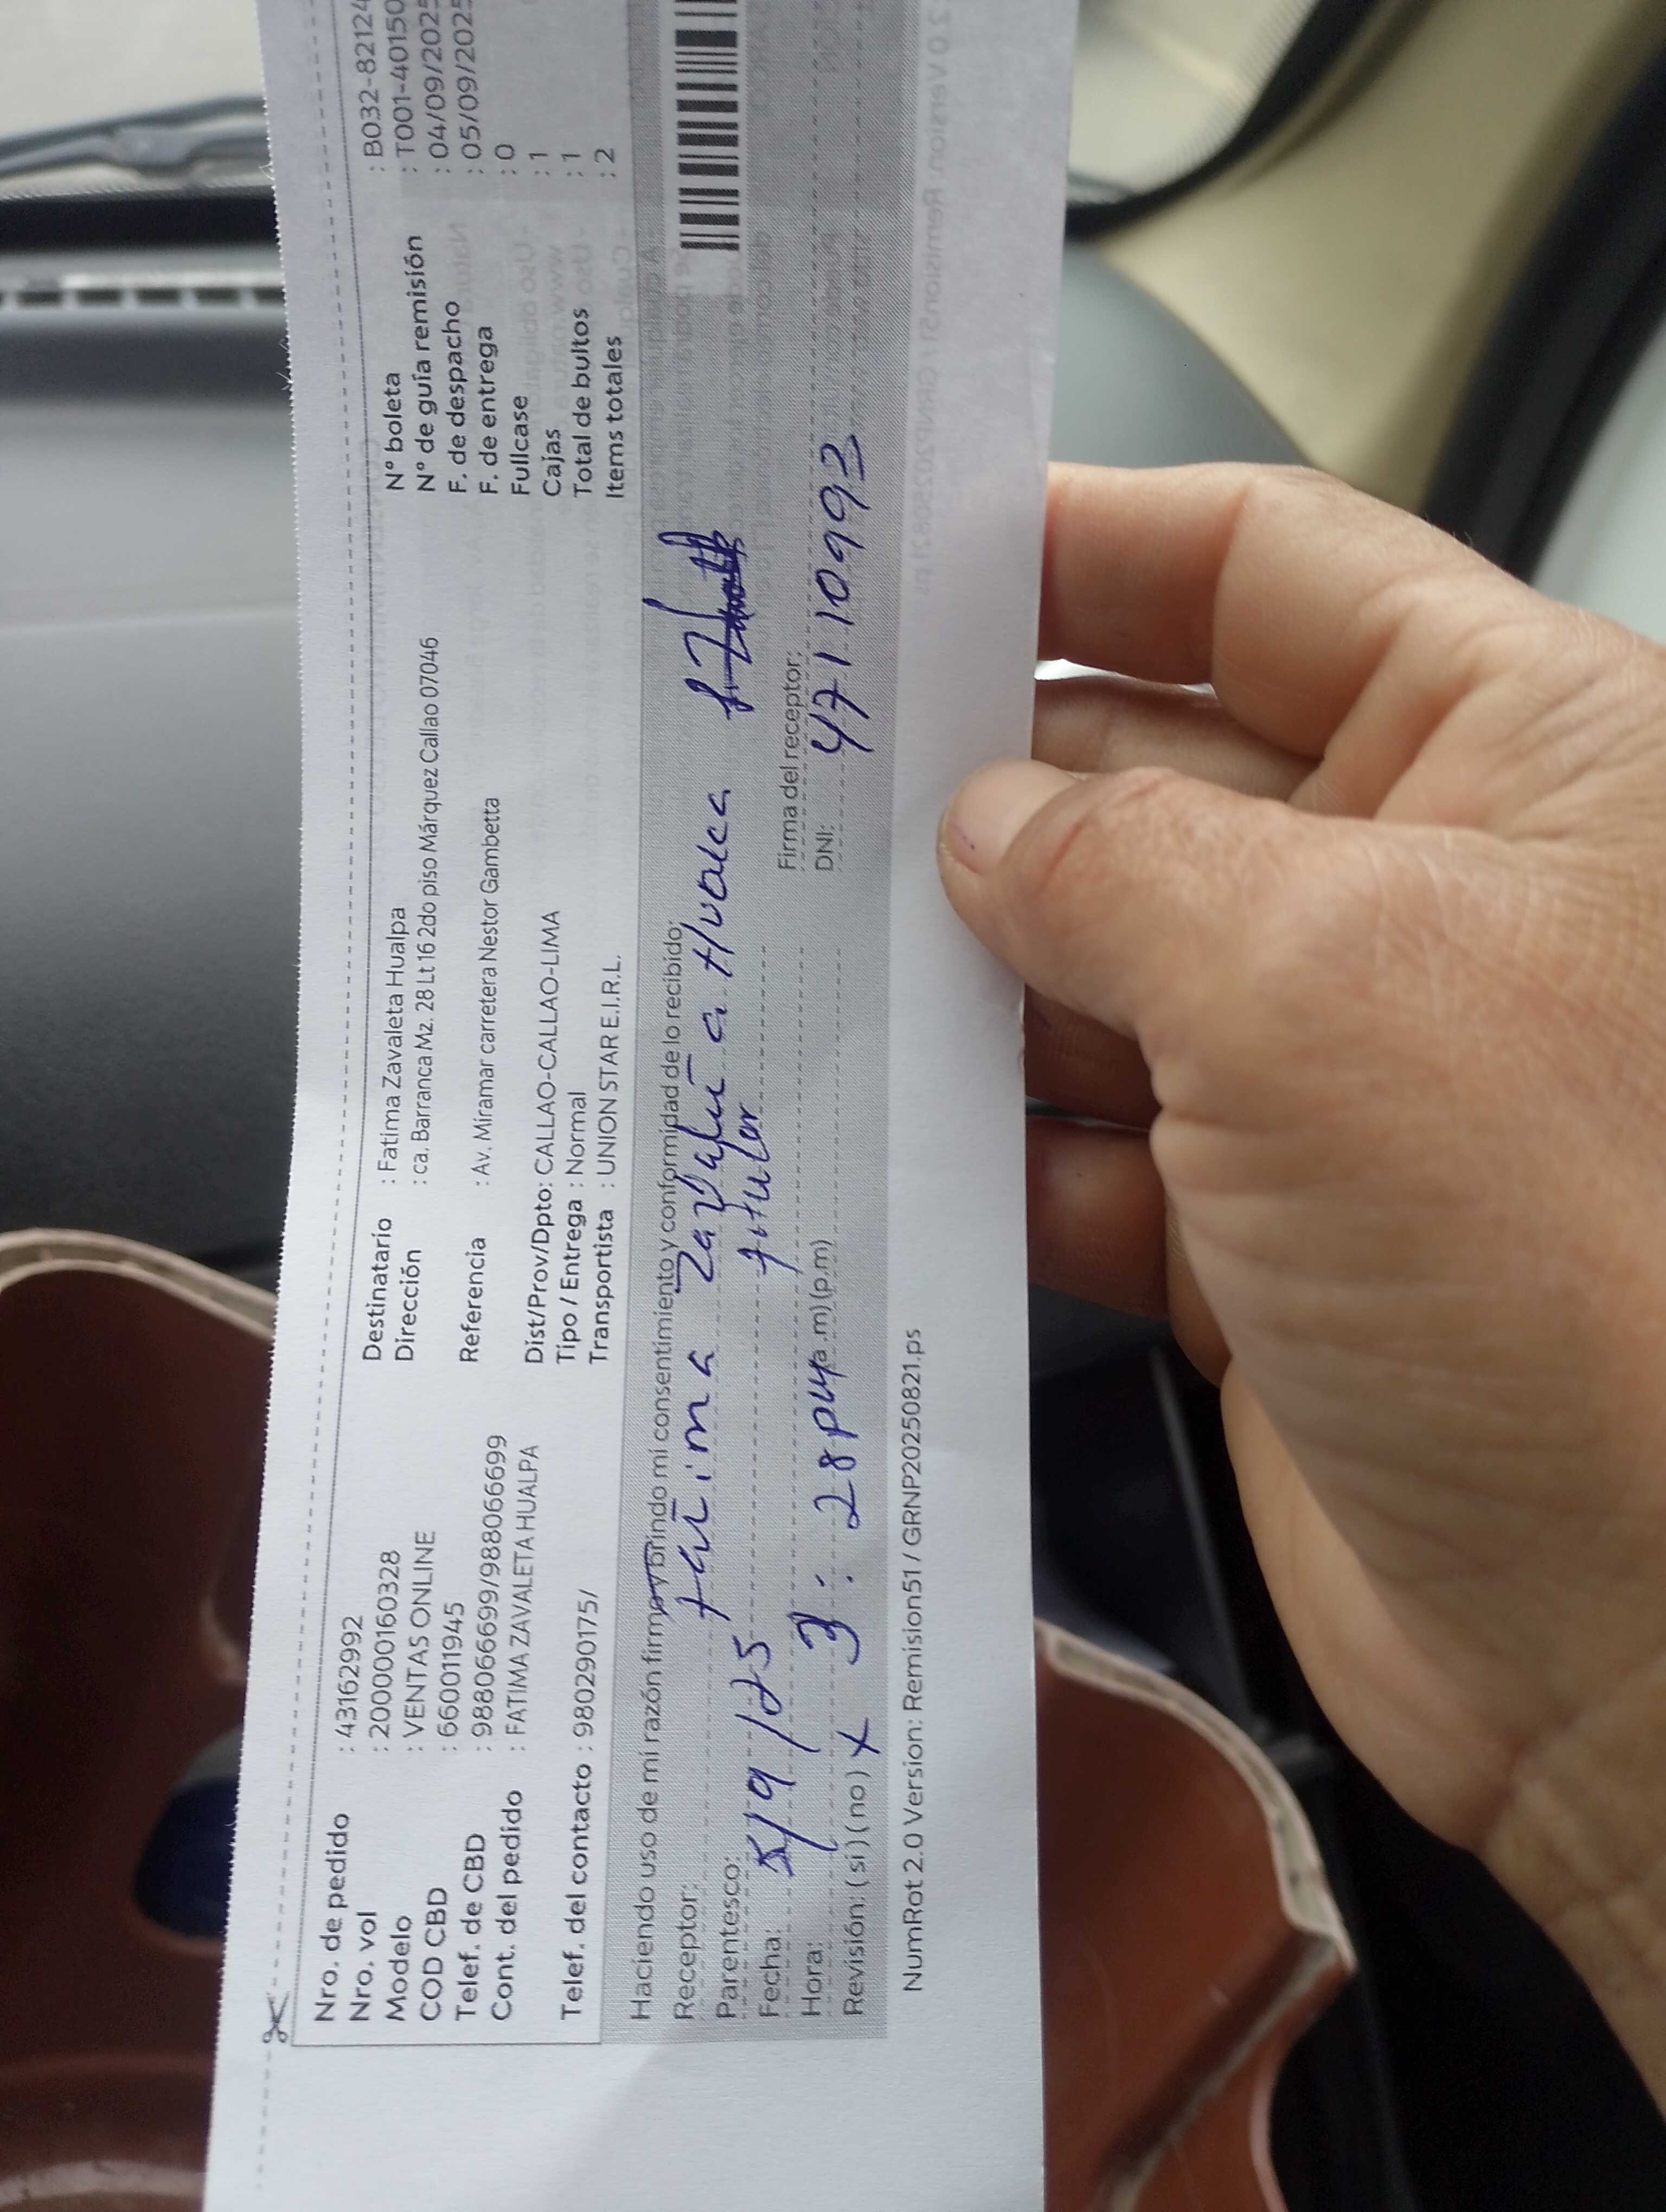 Nro. de pedido : 43162992
Nro. vol : 20000160328
Modelo : VENTAS ONLINE
COD CBD : 660011945
Telef. de CBD : 988066699/988066699
Cont. del pedido : FATIMA ZAVALETA HUALPA
Telef. del contacto : 980290175/
Destinatario : Fatima Zavaleta Hualpa
Dirección : ca. Barranca Mz. 28 Lt 16 2do piso Márquez Callao 07046
Referencia : Av. Miramar carretera Nestor Gambetta
Dist/Prov/Dpto: CALLAO-CALLAO-LIMA
Tipo / Entrega : Normal
Transportista : UNION STAR E.I.R.L.
N° boleta : B032-82124
N° de guía remisión : T001-40150
F. de despacho : 04/09/2025
F. de entrega : 05/09/2025
Fullcase : 0
Cajas : 1
Total de bultos : 1
Items totales : 2
Haciendo uso de mi razón firmo y brindo mi consentimiento y conformidad de lo recibido:
Receptor: Fatima
Parentesco: titular
Fecha: 5/9/25
Hora: 3:28 pm (a.m) (p.m)
Revisión: (si) (no) x
Firma del receptor:
DNI: 47110993
NumRot 2.0 Version: Remision51 / GRNP20250821.ps